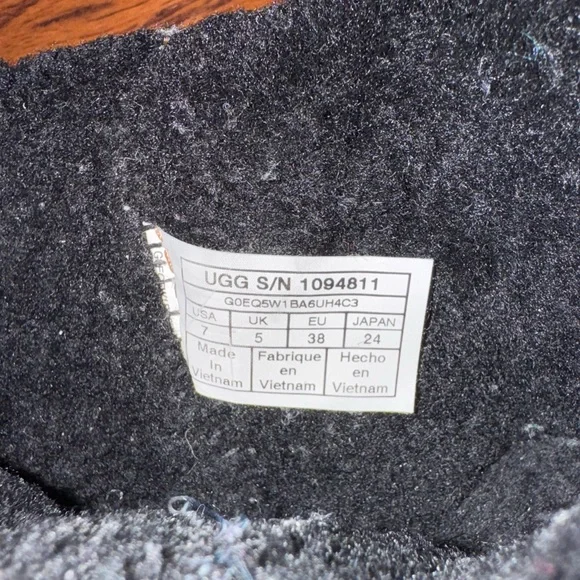 UGG S/N 1094811
G0EQ5W1BA6UH4C3
USA UK EU JAPAN
7 5 38 24
Made in Vietnam
Fabrique en Vietnam
Hecho en Vietnam